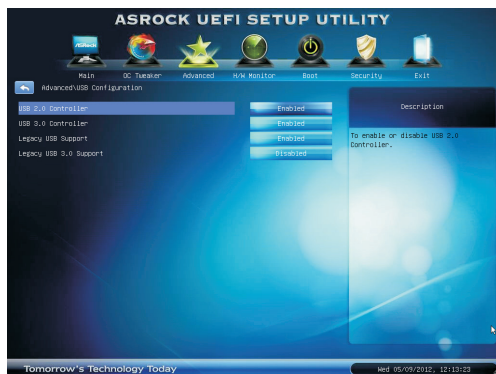 ASROCK UEFI SETUP UTILITY
ASRock
Main OC Tweaker Advanced H/W Monitor Boot Security Exit
Advanced\USB Configuration
USB 2.0 Controller Enabled
USB 3.0 Controller Enabled
Legacy USB Support Enabled
Legacy USB 3.0 Support Disabled
Description
To enable or disable USB 2.0
Controller.
Tomorrow's Technology Today
Wed 05/09/2012, 12:13:23